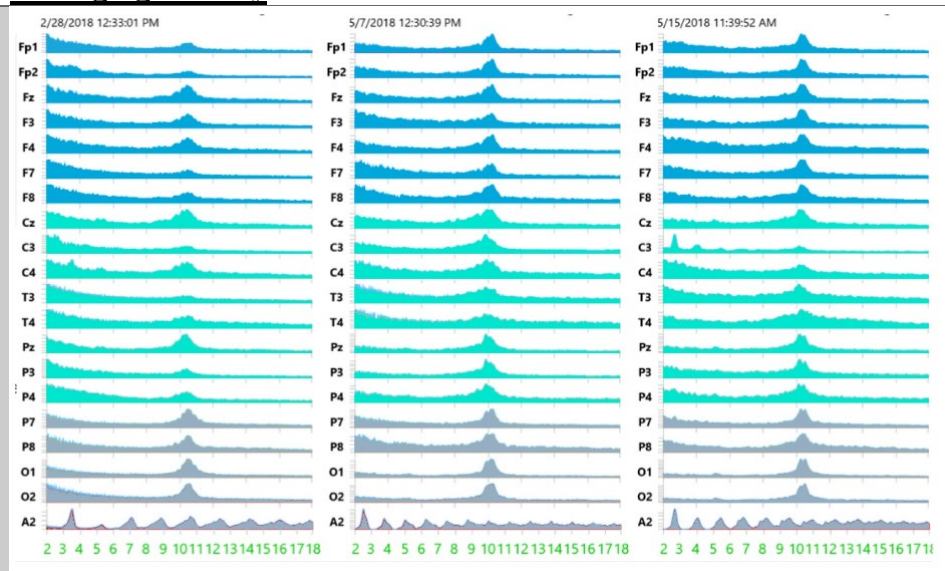 2/28/2018 12:33:01 PM 5/7/2018 12:30:39 PM 5/15/2018 11:39:52 AM
Fp1 Fp1 Fp1
Fp2 Fp2 Fp2
Fz Fz Fz
F3 F3 F3
F4 F4 F4
F7 F7 F7
F8 F8 F8
Cz Cz Cz
C3 C3 C3
C4 C4 C4
T3 T3 T3
T4 T4 T4
Pz Pz Pz
P3 P3 P3
P4 P4 P4
P7 P7 P7
P8 P8 P8
O1 O1 O1
O2 O2 O2
A2 A2 A2
2 3 4 5 6 7 8 9 10 11 12 13 14 15 16 17 18 2 3 4 5 6 7 8 9 10 11 12 13 14 15 16 17 18 2 3 4 5 6 7 8 9 10 11 12 13 14 15 16 17 18